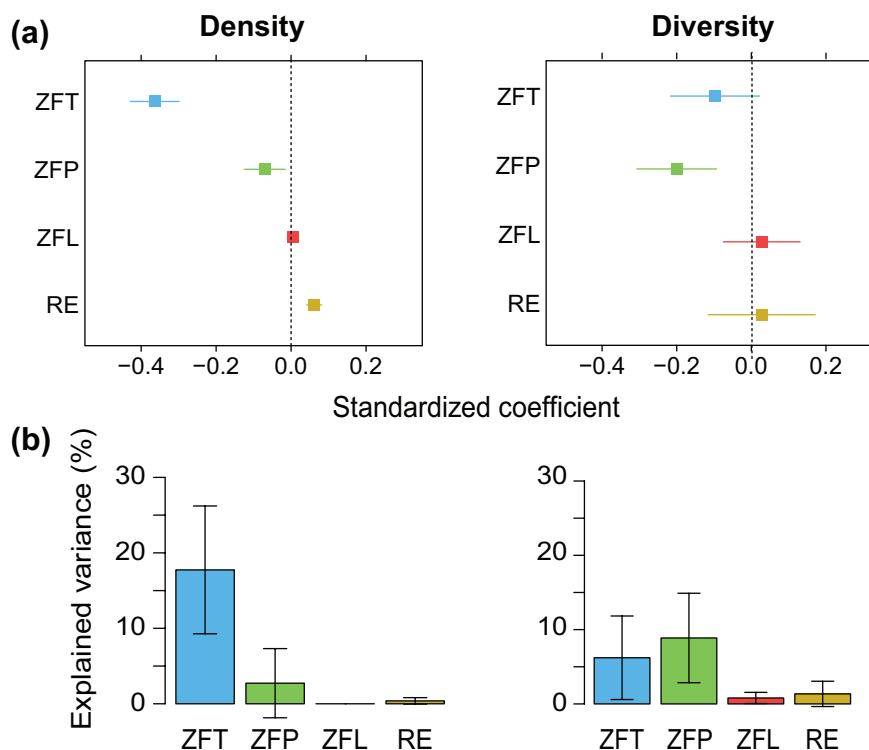 (a)
Density
Diversity
ZFT
ZFP
ZFL
RE
−0.4 −0.2 0.0 0.2
ZFT
ZFP
ZFL
RE
−0.4 −0.2 0.0 0.2
Standardized coefficient
(b)
Explained variance (%)
30
20
10
0
ZFT ZFP ZFL RE
30
20
10
0
ZFT ZFP ZFL RE